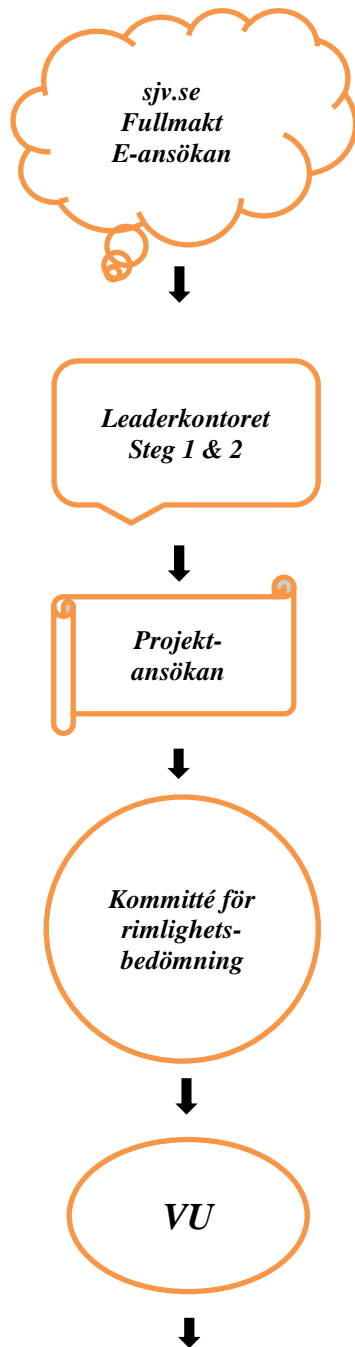 sjv.se
Fullmakt
E-ansökan
Leaderkontoret
Steg 1 & 2
Projekt-
ansökan
Kommitté för
rimlighets-
bedömning
VU